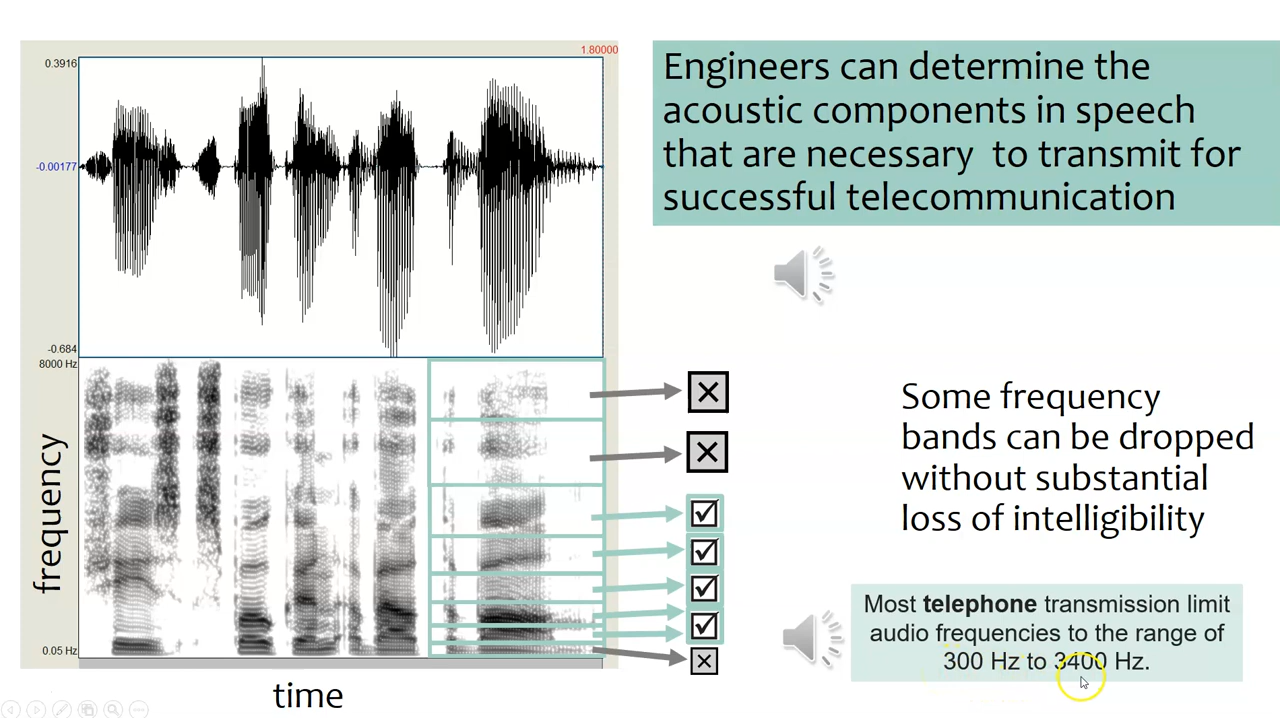 1.80000
0.3916
-0.00177
-0.684
8000 Hz
0.05 Hz
frequency
time
Engineers can determine the
acoustic components in speech
that are necessary to transmit for
successful telecommunication
Some frequency
bands can be dropped
without substantial
loss of intelligibility
Most telephone transmission limit
audio frequencies to the range of
300 Hz to 3400 Hz.